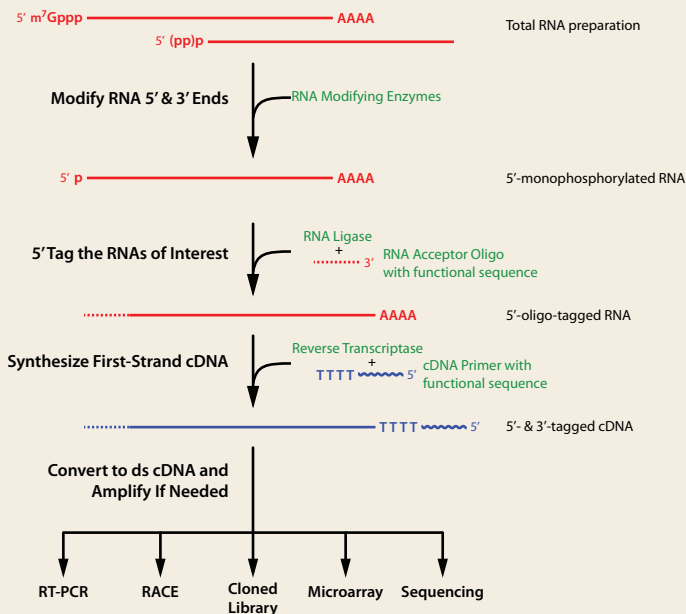 5′ m⁷Gppp AAAA
Total RNA preparation
5′ (pp)p
Modify RNA 5′ & 3′ Ends
RNA Modifying Enzymes
5′ p AAAA
5′-monophosphorylated RNA
5′ Tag the RNAs of Interest
RNA Ligase
+
3′
RNA Acceptor Oligo
with functional sequence
AAAA
5′-oligo-tagged RNA
Synthesize First-Strand cDNA
Reverse Transcriptase
+
TTTT 5′
cDNA Primer with
functional sequence
TTTT 5′
5′- & 3′-tagged cDNA
Convert to ds cDNA and
Amplify If Needed
RT-PCR
RACE
Cloned
Library
Microarray
Sequencing